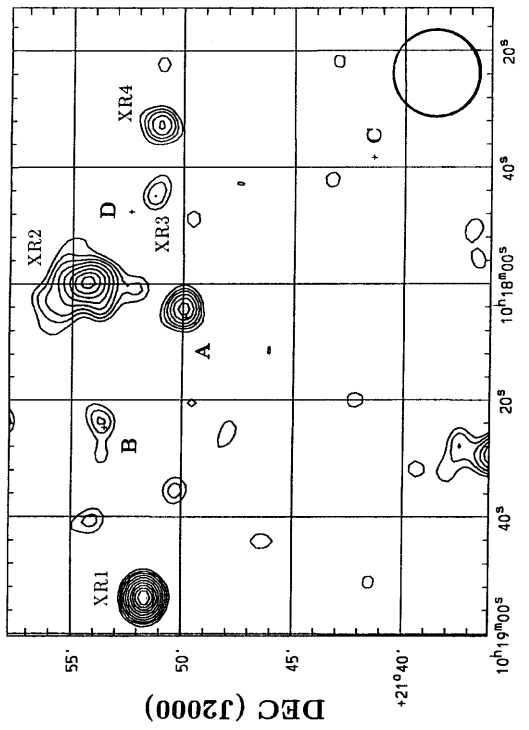 XR1
XR2
XR3
XR4
A
B
C
D
DEC (J2000)
55'
50'
45'
+21°40'
10ʰ19ᵐ00ˢ
40ˢ
20ˢ
10ʰ18ᵐ00ˢ
40ˢ
20ˢ